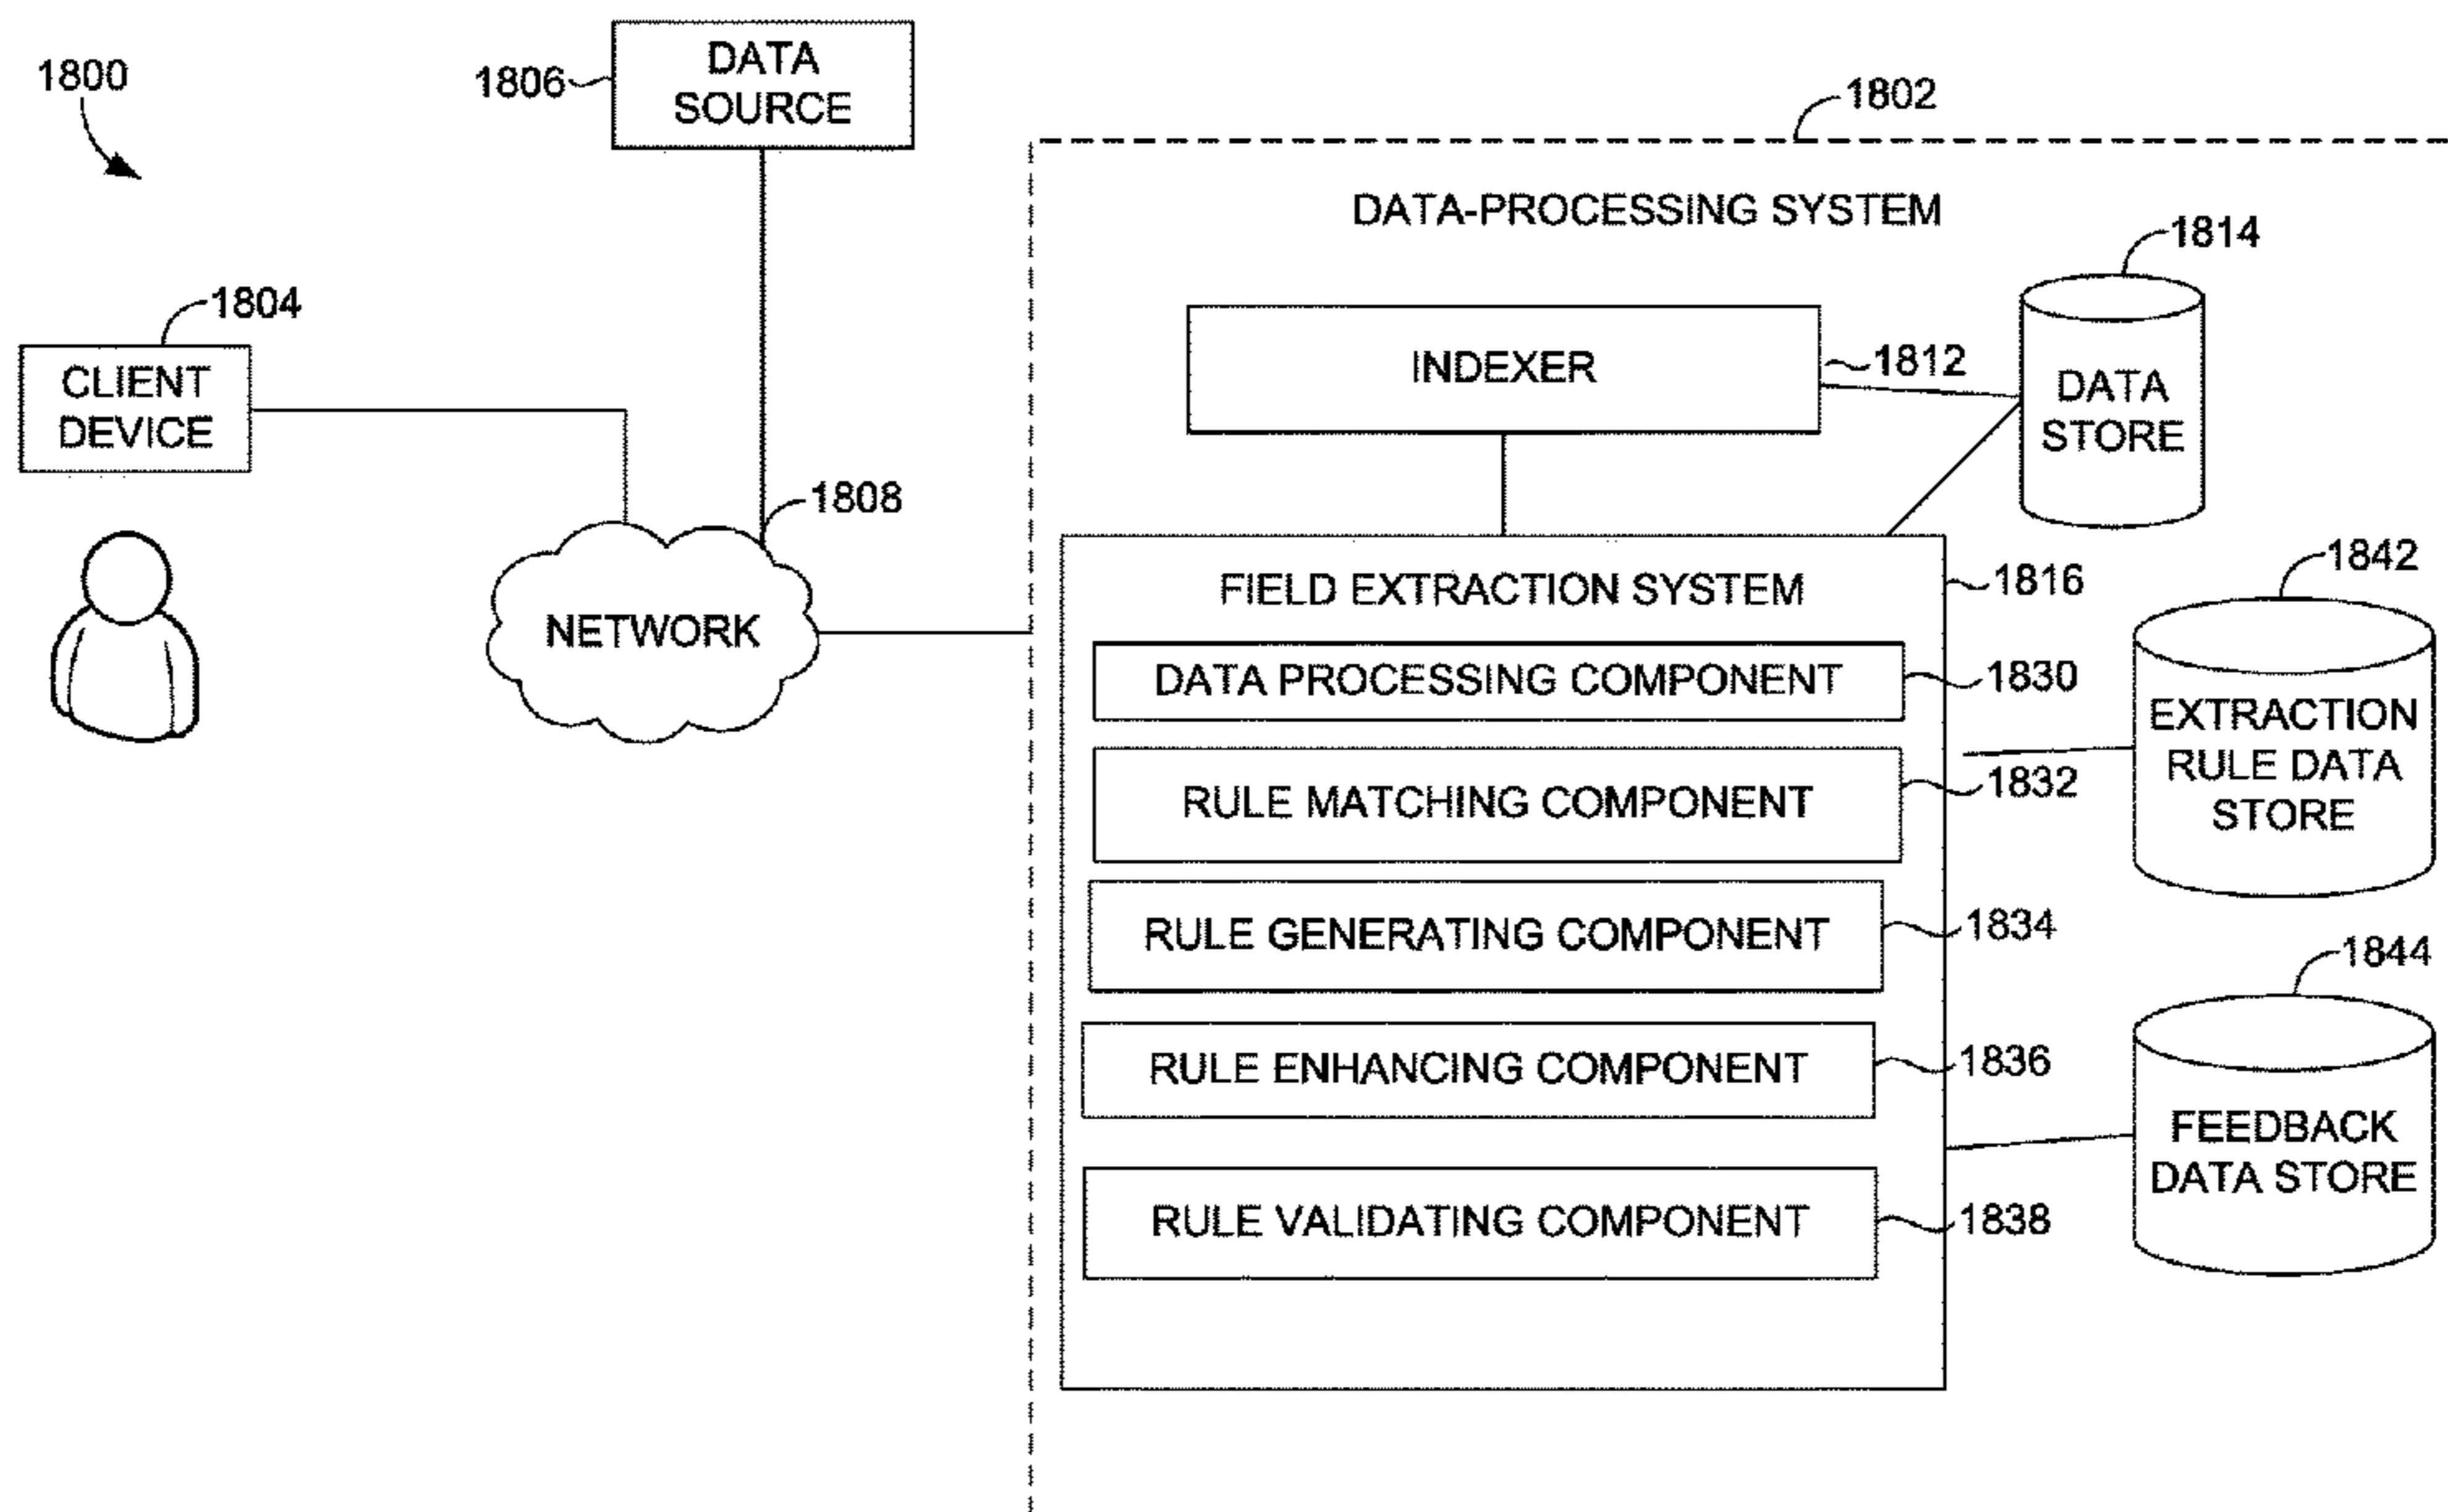 1800
1806
DATA
SOURCE
1802
DATA-PROCESSING SYSTEM
1814
1804
CLIENT
DEVICE
INDEXER
1812
DATA
STORE
1808
NETWORK
FIELD EXTRACTION SYSTEM
1816
1842
DATA PROCESSING COMPONENT
1830
EXTRACTION
RULE DATA
STORE
RULE MATCHING COMPONENT
1832
RULE GENERATING COMPONENT
1834
1844
RULE ENHANCING COMPONENT
1836
FEEDBACK
DATA STORE
RULE VALIDATING COMPONENT
1838